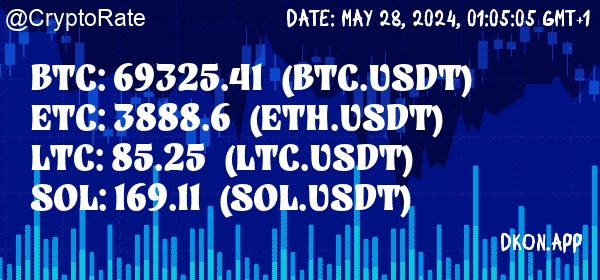 @CryptoRate
DATE: MAY 28, 2024, 01:05:05 GMT+1
BTC: 69325.41 (BTC.USDT)
ETC: 3888.6 (ETH.USDT)
LTC: 85.25 (LTC.USDT)
SOL: 169.11 (SOL.USDT)
DKON.APP